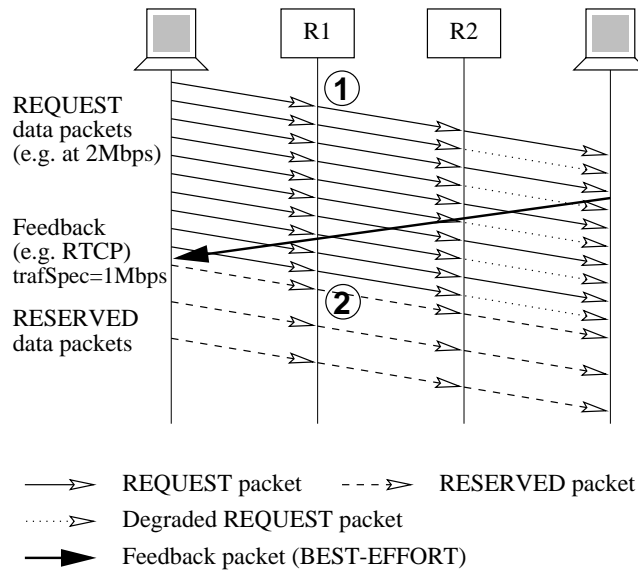 R1
R2
1
REQUEST
data packets
(e.g. at 2Mbps)
Feedback
(e.g. RTCP)
trafSpec=1Mbps
2
RESERVED
data packets
REQUEST packet
RESERVED packet
Degraded REQUEST packet
Feedback packet (BEST-EFFORT)